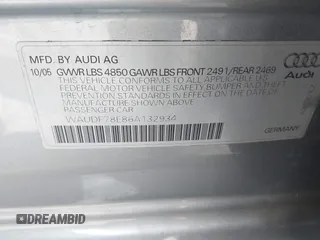 MFD. BY AUDI AG
10/05 GVWR LBS 4850 GAWR LBS FRONT 2491/REAR 2469
THIS VEHICLE CONFORMS TO ALL APPLICABLE U.S.
FEDERAL MOTOR VEHICLE SAFETY BUMPER AND THEFT
PREVENTION STANDARDS IN EFFECT ON THE DATE OF
MANUFACTURE SHOWN ABOVE.
PASSENGER CAR
Audi
WAUDF78E86A132934
GERMANY
DREAMBID